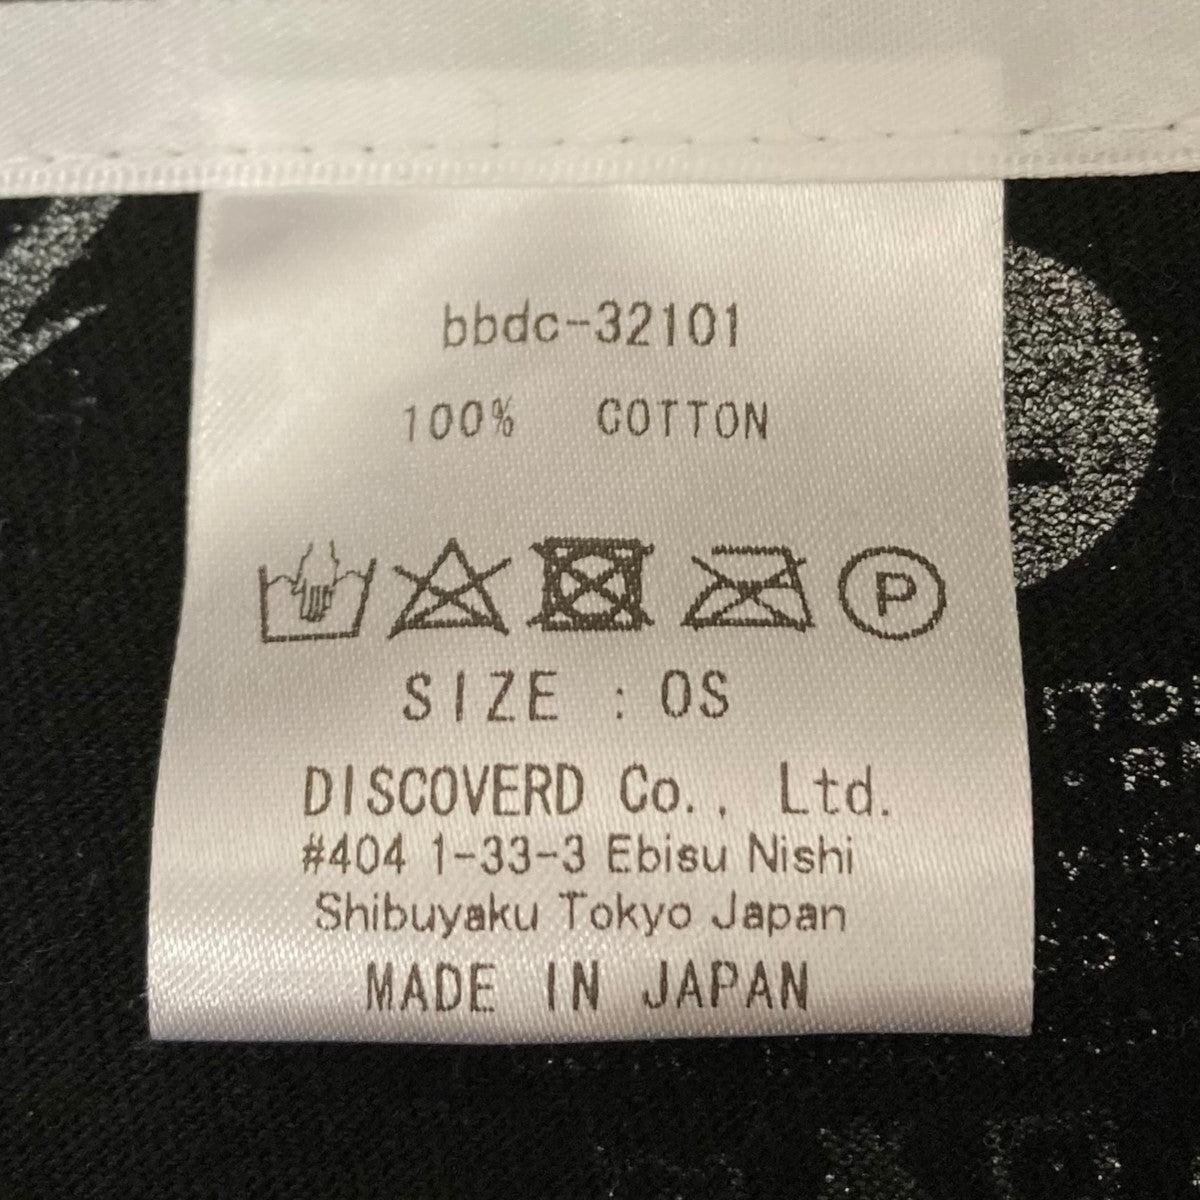 bbdc-32101
100% COTTON
P
SIZE : OS
DISCOVERD Co., Ltd.
#404 1-33-3 Ebisu Nishi
Shibuyaku Tokyo Japan
MADE IN JAPAN